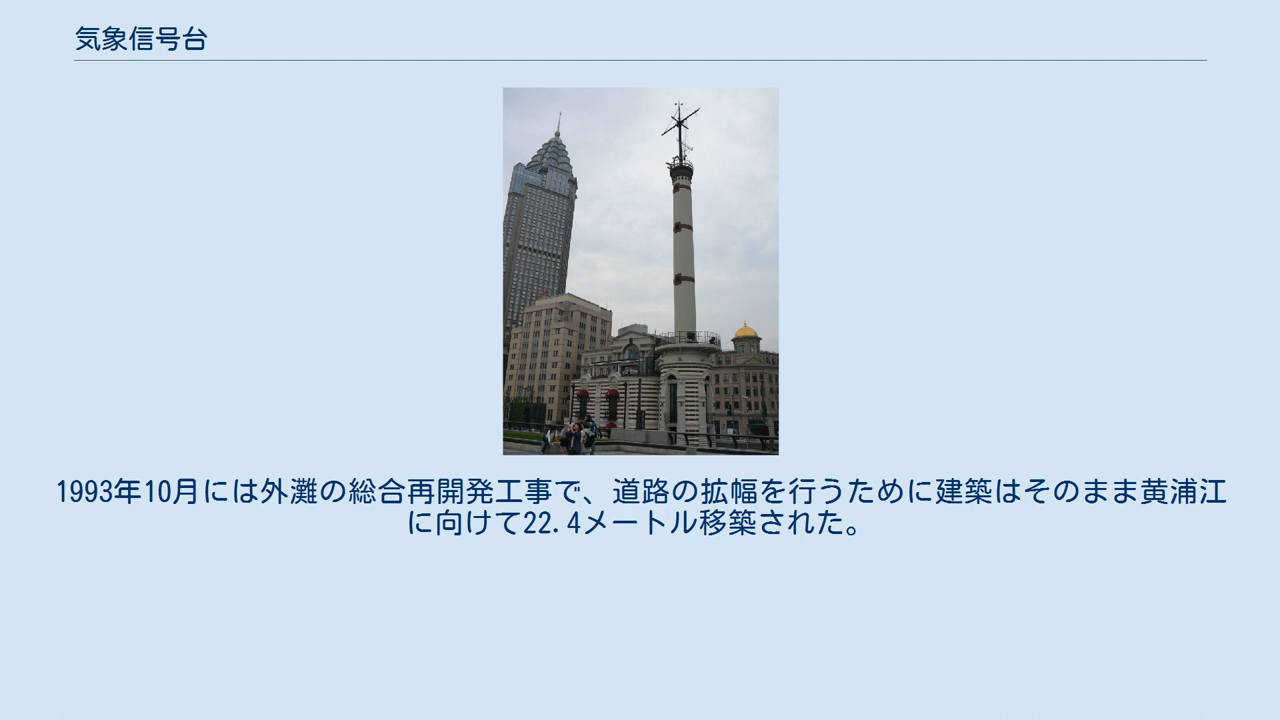 気象信号台
1993年10月には外灘の総合再開発工事で、道路の拡幅を行うために建築はそのまま黄浦江
に向けて22.4メートル移築された。